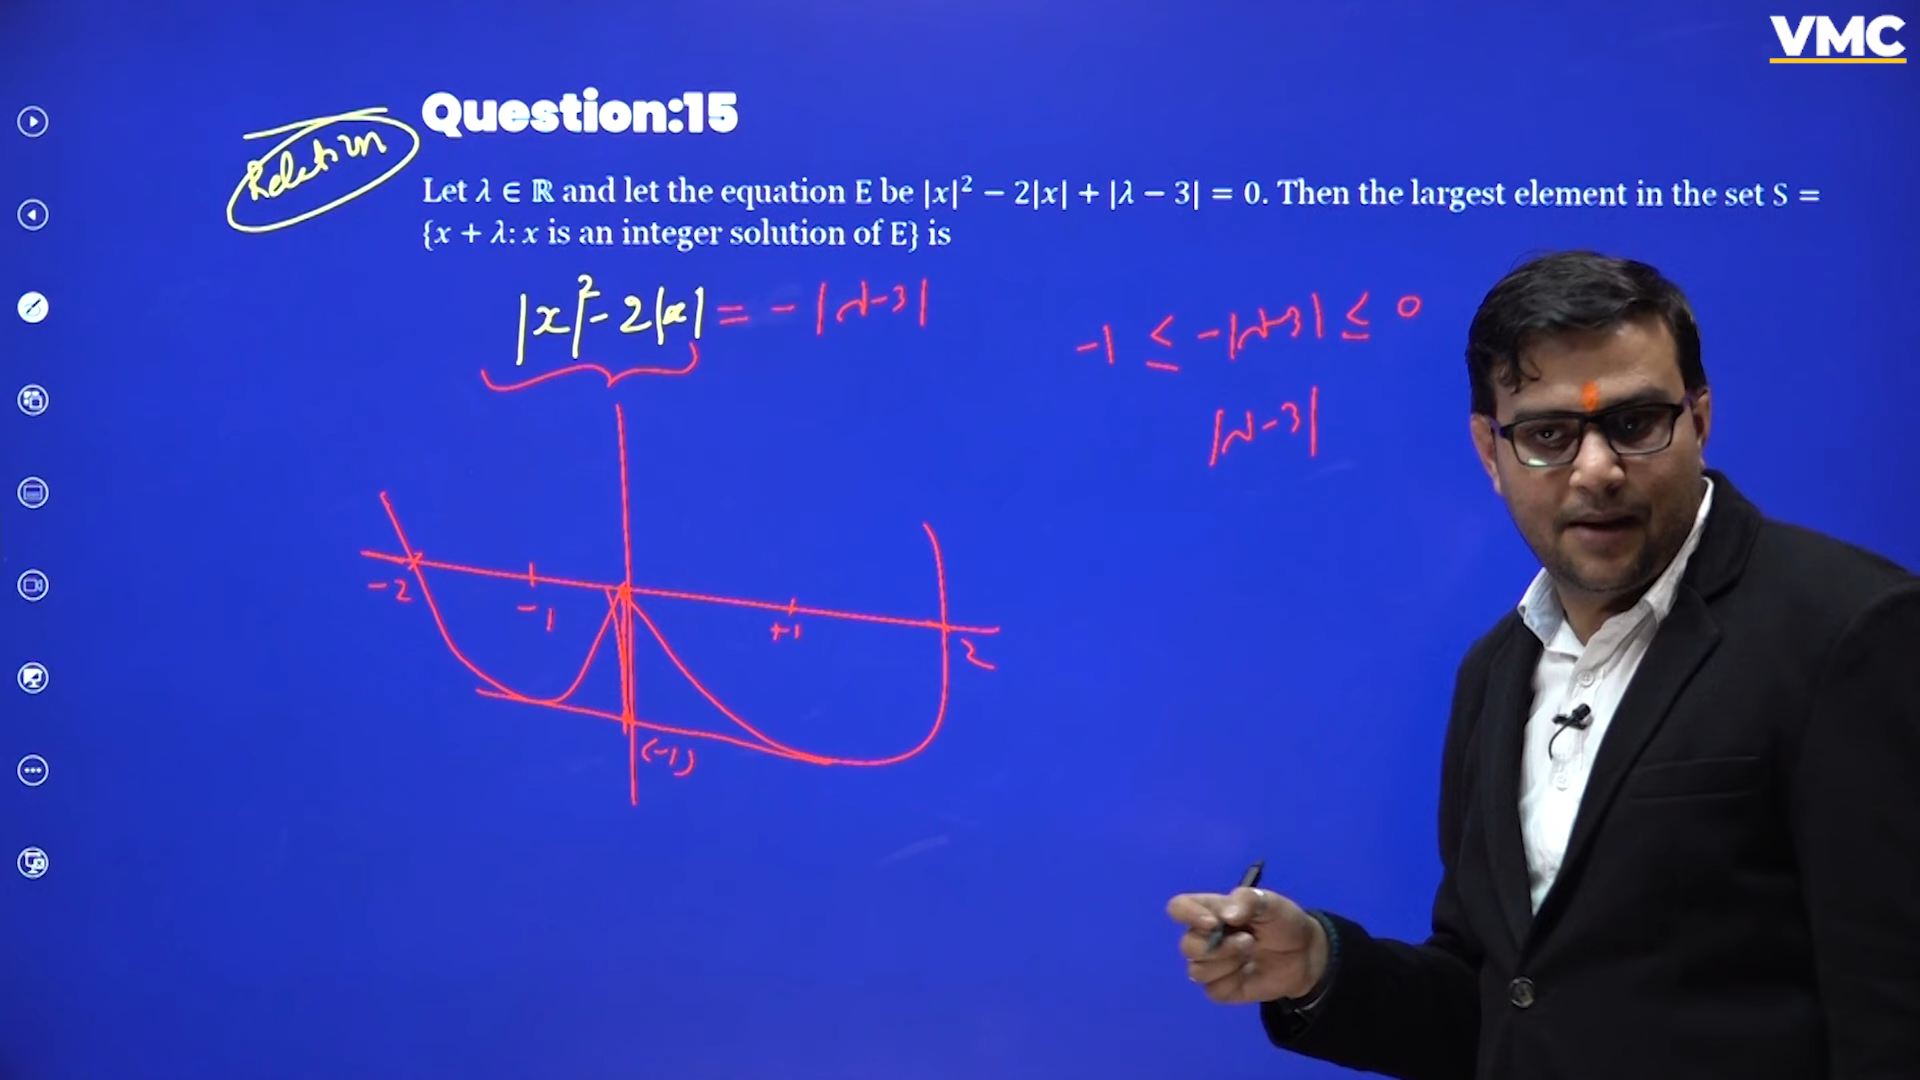 VMC
Question:15
Relation
Let λ ∈ ℝ and let the equation E be |x|² − 2|x| + |λ − 3| = 0. Then the largest element in the set S =
{x + λ: x is an integer solution of E} is
|x|² - 2|x| = - |λ-3|
-1 ≤ -|λ-3| ≤ 0
|λ-3|
-2
-1
+1
2
(-1)